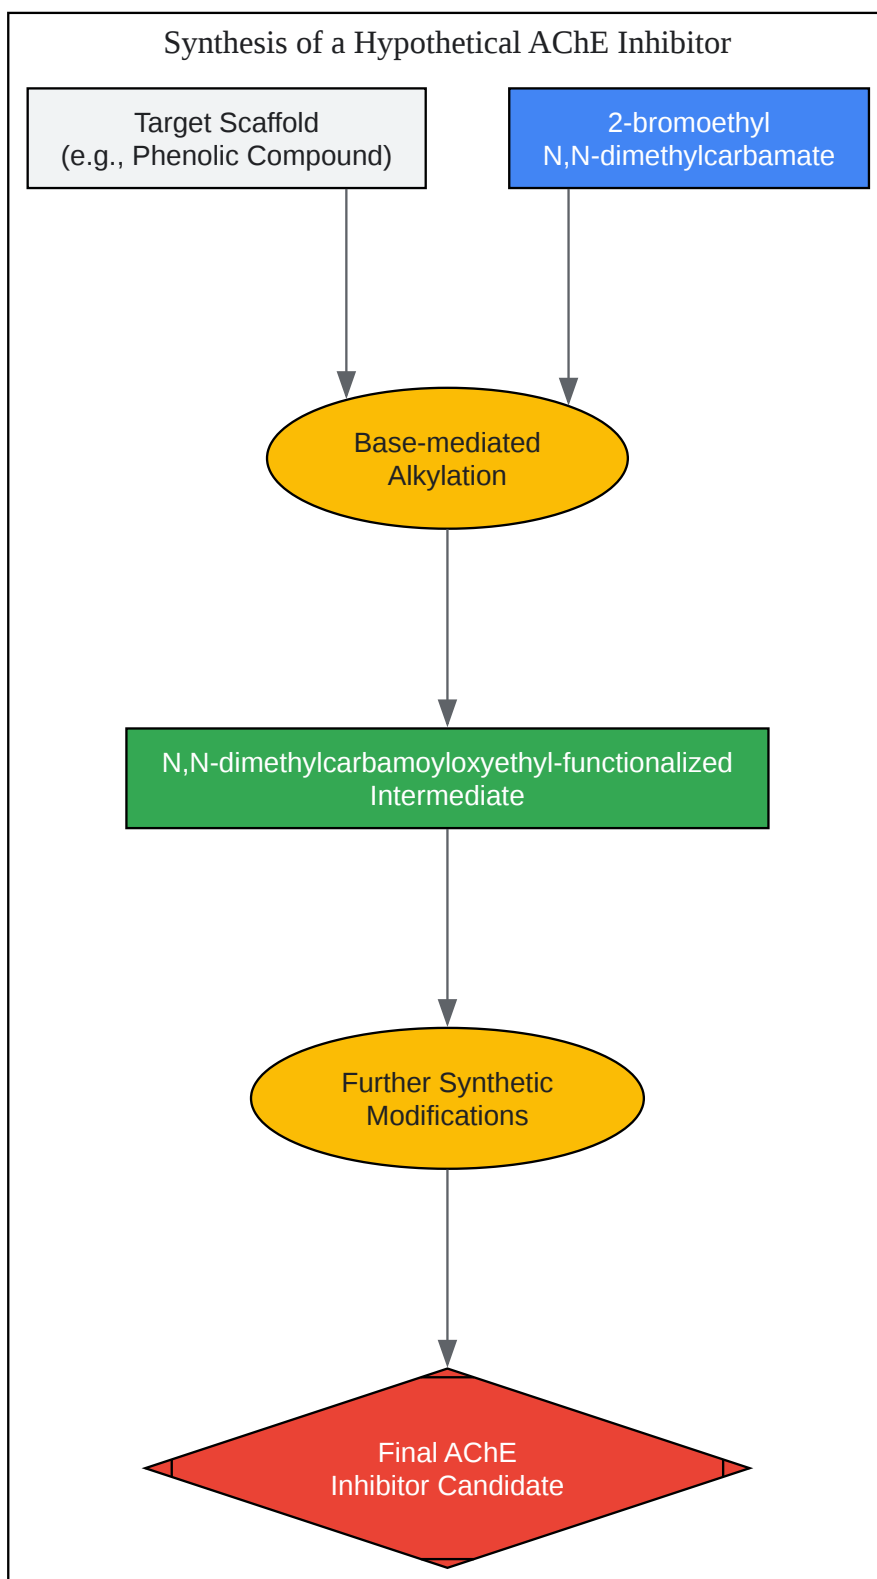 Synthesis of a Hypothetical AChE Inhibitor
Target Scaffold
(e.g., Phenolic Compound)
2-bromoethyl
N,N-dimethylcarbamate
Base-mediated
Alkylation
N,N-dimethylcarbamoyloxyethyl-functionalized
Intermediate
Further Synthetic
Modifications
Final AChE
Inhibitor Candidate